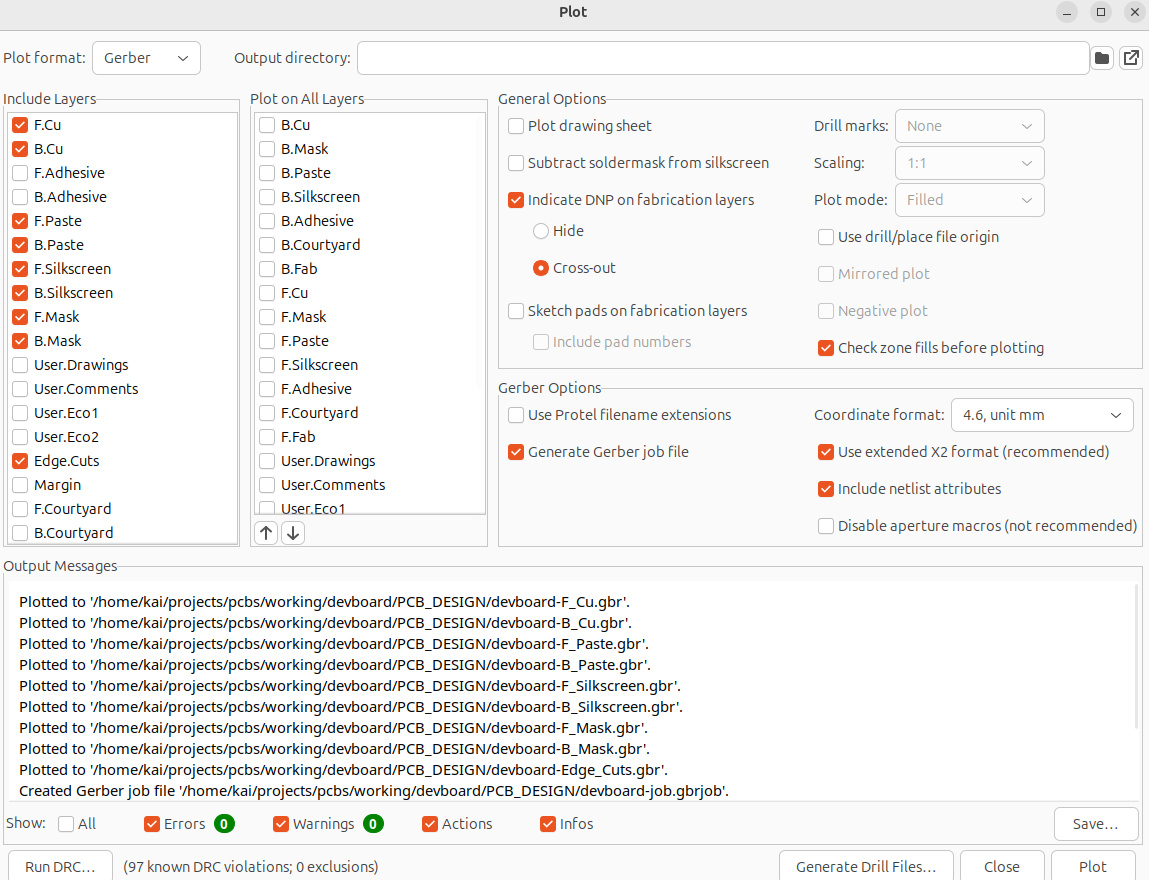 Plot
Plot format: Gerber Output directory:
Include Layers
F.Cu
B.Cu
F.Adhesive
B.Adhesive
F.Paste
B.Paste
F.Silkscreen
B.Silkscreen
F.Mask
B.Mask
User.Drawings
User.Comments
User.Eco1
User.Eco2
Edge.Cuts
Margin
F.Courtyard
B.Courtyard
Plot on All Layers
B.Cu
B.Mask
B.Paste
B.Silkscreen
B.Adhesive
B.Courtyard
B.Fab
F.Cu
F.Mask
F.Paste
F.Silkscreen
F.Adhesive
F.Courtyard
F.Fab
User.Drawings
User.Comments
User.Eco1
General Options
Plot drawing sheet
Subtract soldermask from silkscreen
Indicate DNP on fabrication layers
Hide
Cross-out
Sketch pads on fabrication layers
Include pad numbers
Drill marks: None
Scaling: 1:1
Plot mode: Filled
Use drill/place file origin
Mirrored plot
Negative plot
Check zone fills before plotting
Gerber Options
Use Protel filename extensions
Generate Gerber job file
Coordinate format: 4.6, unit mm
Use extended X2 format (recommended)
Include netlist attributes
Disable aperture macros (not recommended)
Output Messages
Plotted to '/home/kai/projects/pcbs/working/devboard/PCB_DESIGN/devboard-F_Cu.gbr'.
Plotted to '/home/kai/projects/pcbs/working/devboard/PCB_DESIGN/devboard-B_Cu.gbr'.
Plotted to '/home/kai/projects/pcbs/working/devboard/PCB_DESIGN/devboard-F_Paste.gbr'.
Plotted to '/home/kai/projects/pcbs/working/devboard/PCB_DESIGN/devboard-B_Paste.gbr'.
Plotted to '/home/kai/projects/pcbs/working/devboard/PCB_DESIGN/devboard-F_Silkscreen.gbr'.
Plotted to '/home/kai/projects/pcbs/working/devboard/PCB_DESIGN/devboard-B_Silkscreen.gbr'.
Plotted to '/home/kai/projects/pcbs/working/devboard/PCB_DESIGN/devboard-F_Mask.gbr'.
Plotted to '/home/kai/projects/pcbs/working/devboard/PCB_DESIGN/devboard-B_Mask.gbr'.
Plotted to '/home/kai/projects/pcbs/working/devboard/PCB_DESIGN/devboard-Edge_Cuts.gbr'.
Created Gerber job file '/home/kai/projects/pcbs/working/devboard/PCB_DESIGN/devboard-job.gbrjob'.
Show: All Errors 0 Warnings 0 Actions Infos Save…
Run DRC… (97 known DRC violations; 0 exclusions) Generate Drill Files… Close Plot